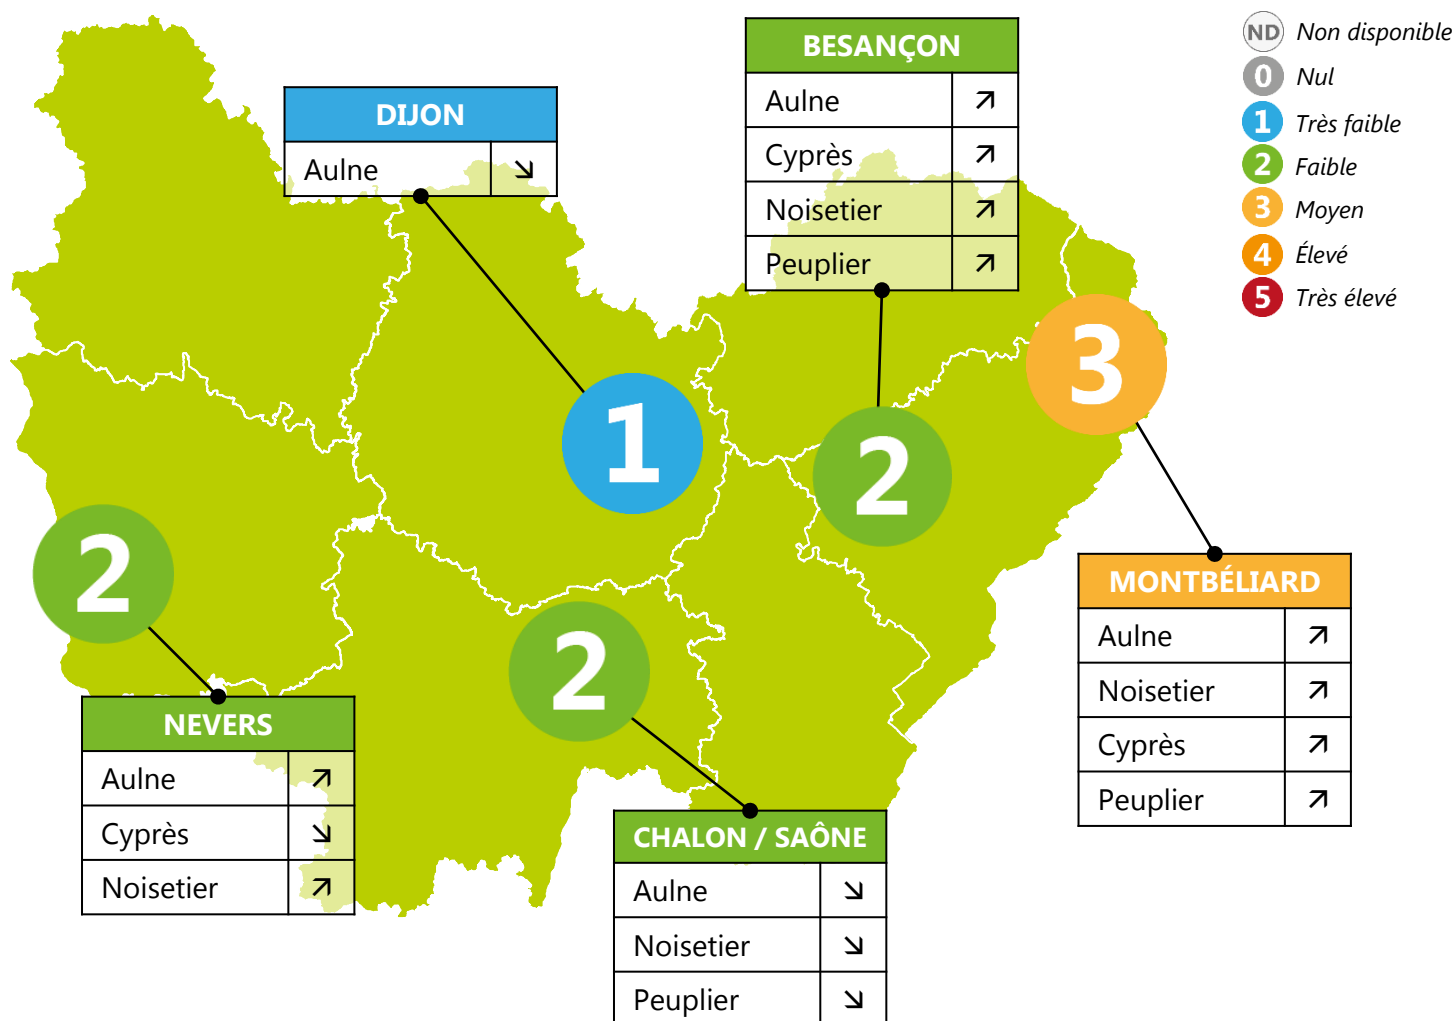 ND Non disponible
0 Nul
1 Très faible
2 Faible
3 Moyen
4 Élevé
5 Très élevé
BESANÇON
Aulne ↗
Cyprès ↗
Noisetier ↗
Peuplier ↗
DIJON
Aulne ↘
3
1
2
2
2
MONTBÉLIARD
Aulne ↗
Noisetier ↗
Cyprès ↗
Peuplier ↗
NEVERS
Aulne ↗
Cyprès ↘
Noisetier ↗
CHALON / SAÔNE
Aulne ↘
Noisetier ↘
Peuplier ↘